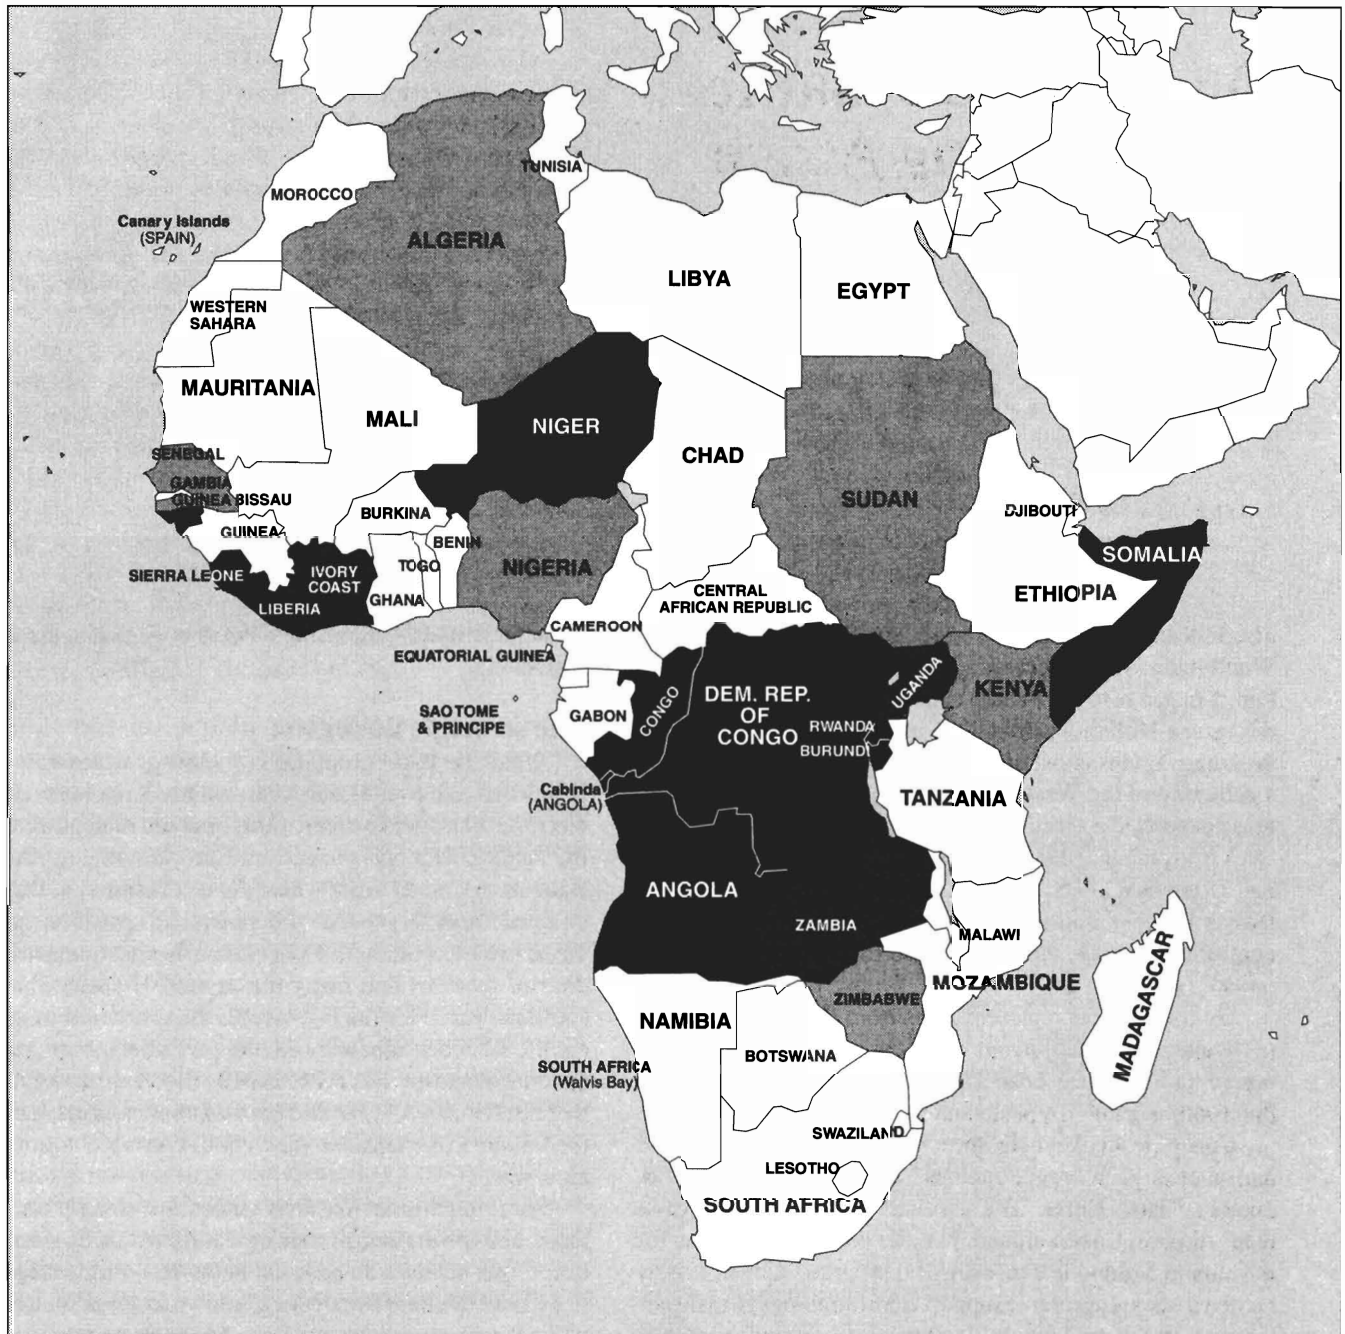 TUNISIA
MOROCCO
Canary Islands
(SPAIN)
ALGERIA
LIBYA
EGYPT
WESTERN
SAHARA
MAURITANIA
MALI
NIGER
CHAD
SENEGAL
GAMBIA
GUINEA BISSAU
SUDAN
BURKINA
DJIBOUTI
GUINEA
BENIN
SOMALIA
SIERRA LEONE
IVORY
COAST
TOGO
NIGERIA
GHANA
LIBERIA
CENTRAL
AFRICAN REPUBLIC
ETHIOPIA
CAMEROON
EQUATORIAL GUINEA
UGANDA
KENYA
SAO TOME
& PRINCIPE
GABON
CONGO
DEM. REP.
OF
CONGO
RWANDA
BURUNDI
Cabinda
(ANGOLA)
TANZANIA
ANGOLA
ZAMBIA
MALAWI
MOZAMBIQUE
ZIMBABWE
MADAGASCAR
NAMIBIA
BOTSWANA
SOUTH AFRICA
(Walvis Bay)
SWAZILAND
LESOTHO
SOUTH AFRICA